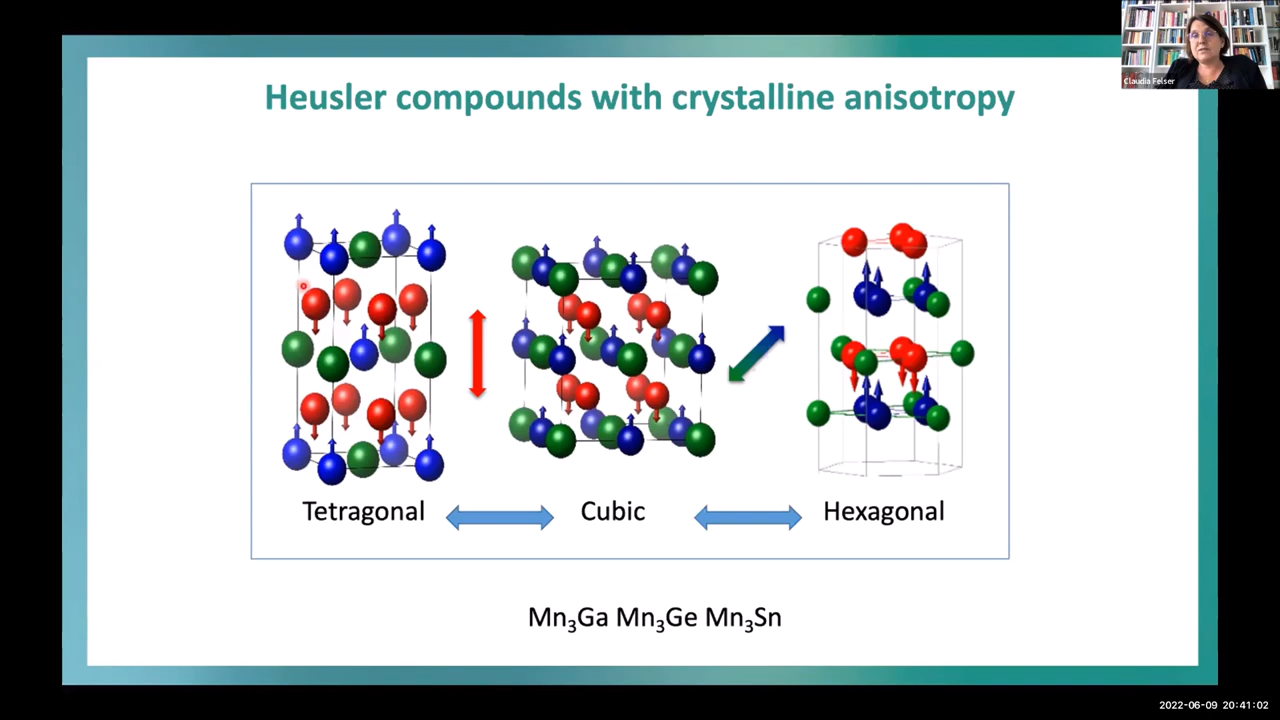 Claudia Felser
Heusler compounds with crystalline anisotropy
Tetragonal
Cubic
Hexagonal
Mn₃Ga Mn₃Ge Mn₃Sn
2022-06-09 20:41:02